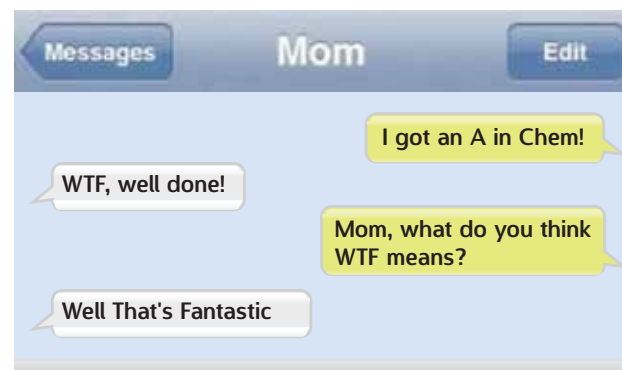 Messages
Mom
Edit
I got an A in Chem!
WTF, well done!
Mom, what do you think
WTF means?
Well That's Fantastic